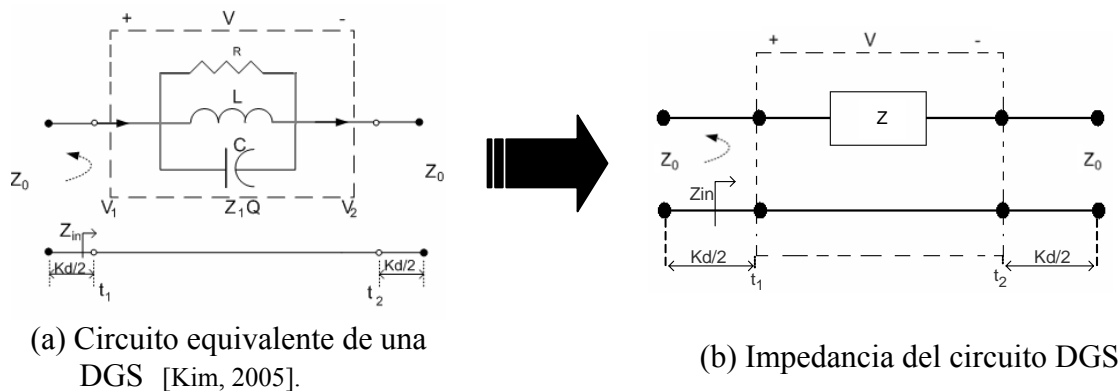 + V -
R
L
C
Z0 Z0
V1 Z1Q V2
Zin
Kd/2 Kd/2
t1 t2
(a) Circuito equivalente de una
DGS [Kim, 2005].
+ V -
Z
Z0 Z0
Zin
Kd/2 Kd/2
t1 t2
(b) Impedancia del circuito DGS